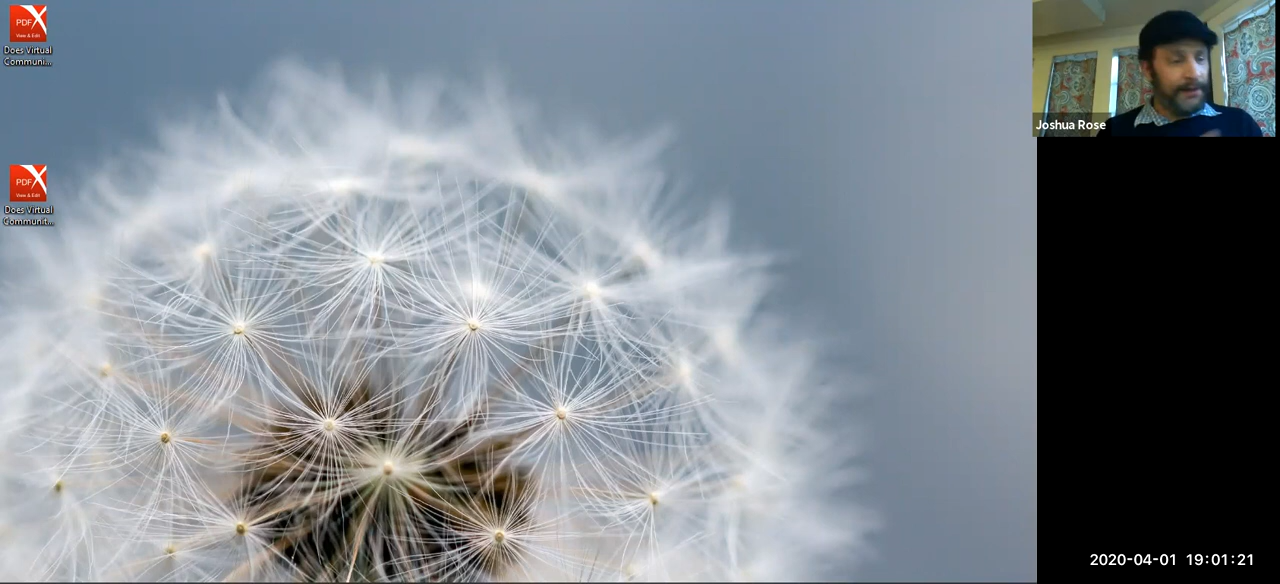 PDF X
View & Edit
Does Virtual
Communi...
PDF X
View & Edit
Does Virtual
Communit...
Joshua Rose
2020-04-01 19:01:21